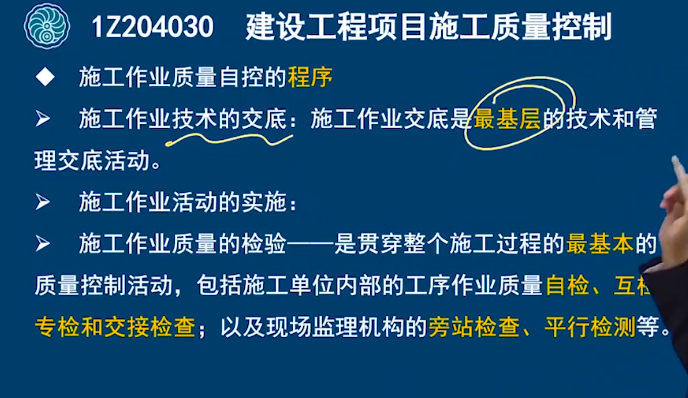 1Z204030 建设工程项目施工质量控制
◆ 施工作业质量自控的程序
➢ 施工作业技术的交底：施工作业交底是最基层的技术和管
理交底活动。
➢ 施工作业活动的实施：
➢ 施工作业质量的检验——是贯穿整个施工过程的最基本的
质量控制活动，包括施工单位内部的工序作业质量自检、互检
专检和交接检查；以及现场监理机构的旁站检查、平行检测等。